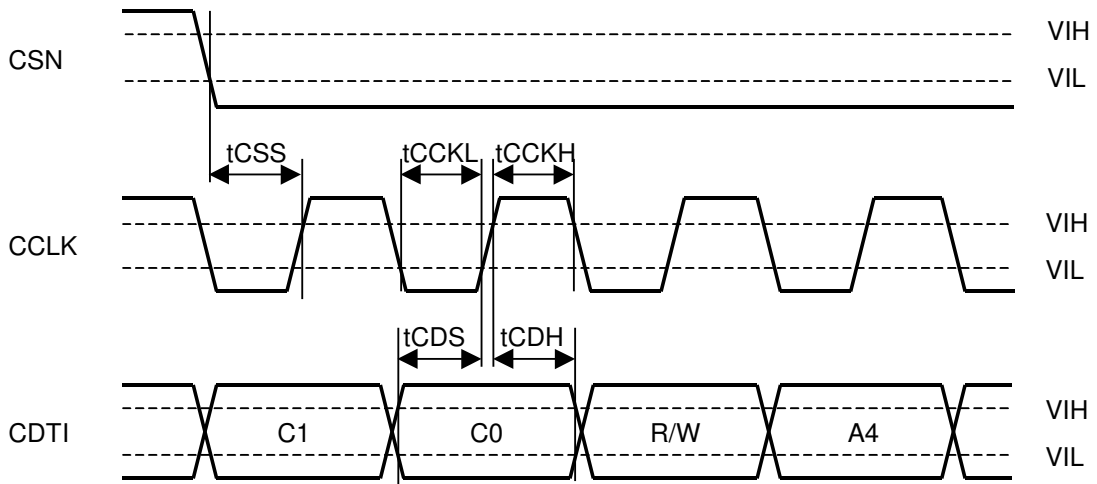 CSN
VIH
VIL
tCSS
tCCKL
tCCKH
CCLK
VIH
VIL
tCDS
tCDH
CDTI
C1
C0
R/W
A4
VIH
VIL